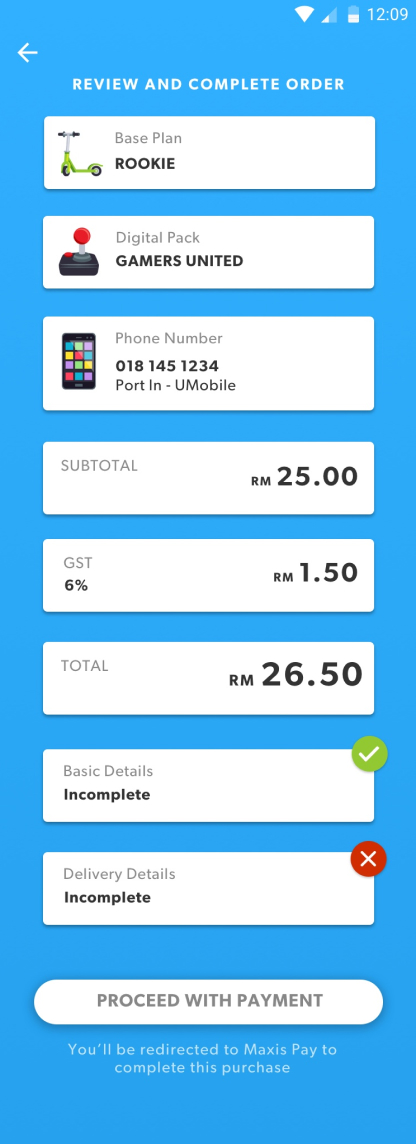 12:09
REVIEW AND COMPLETE ORDER
Base Plan
ROOKIE
Digital Pack
GAMERS UNITED
Phone Number
018 145 1234
Port In - UMobile
SUBTOTAL
RM 25.00
GST
6%
RM 1.50
TOTAL
RM 26.50
Basic Details
Incomplete
Delivery Details
Incomplete
PROCEED WITH PAYMENT
You'll be redirected to Maxis Pay to
complete this purchase